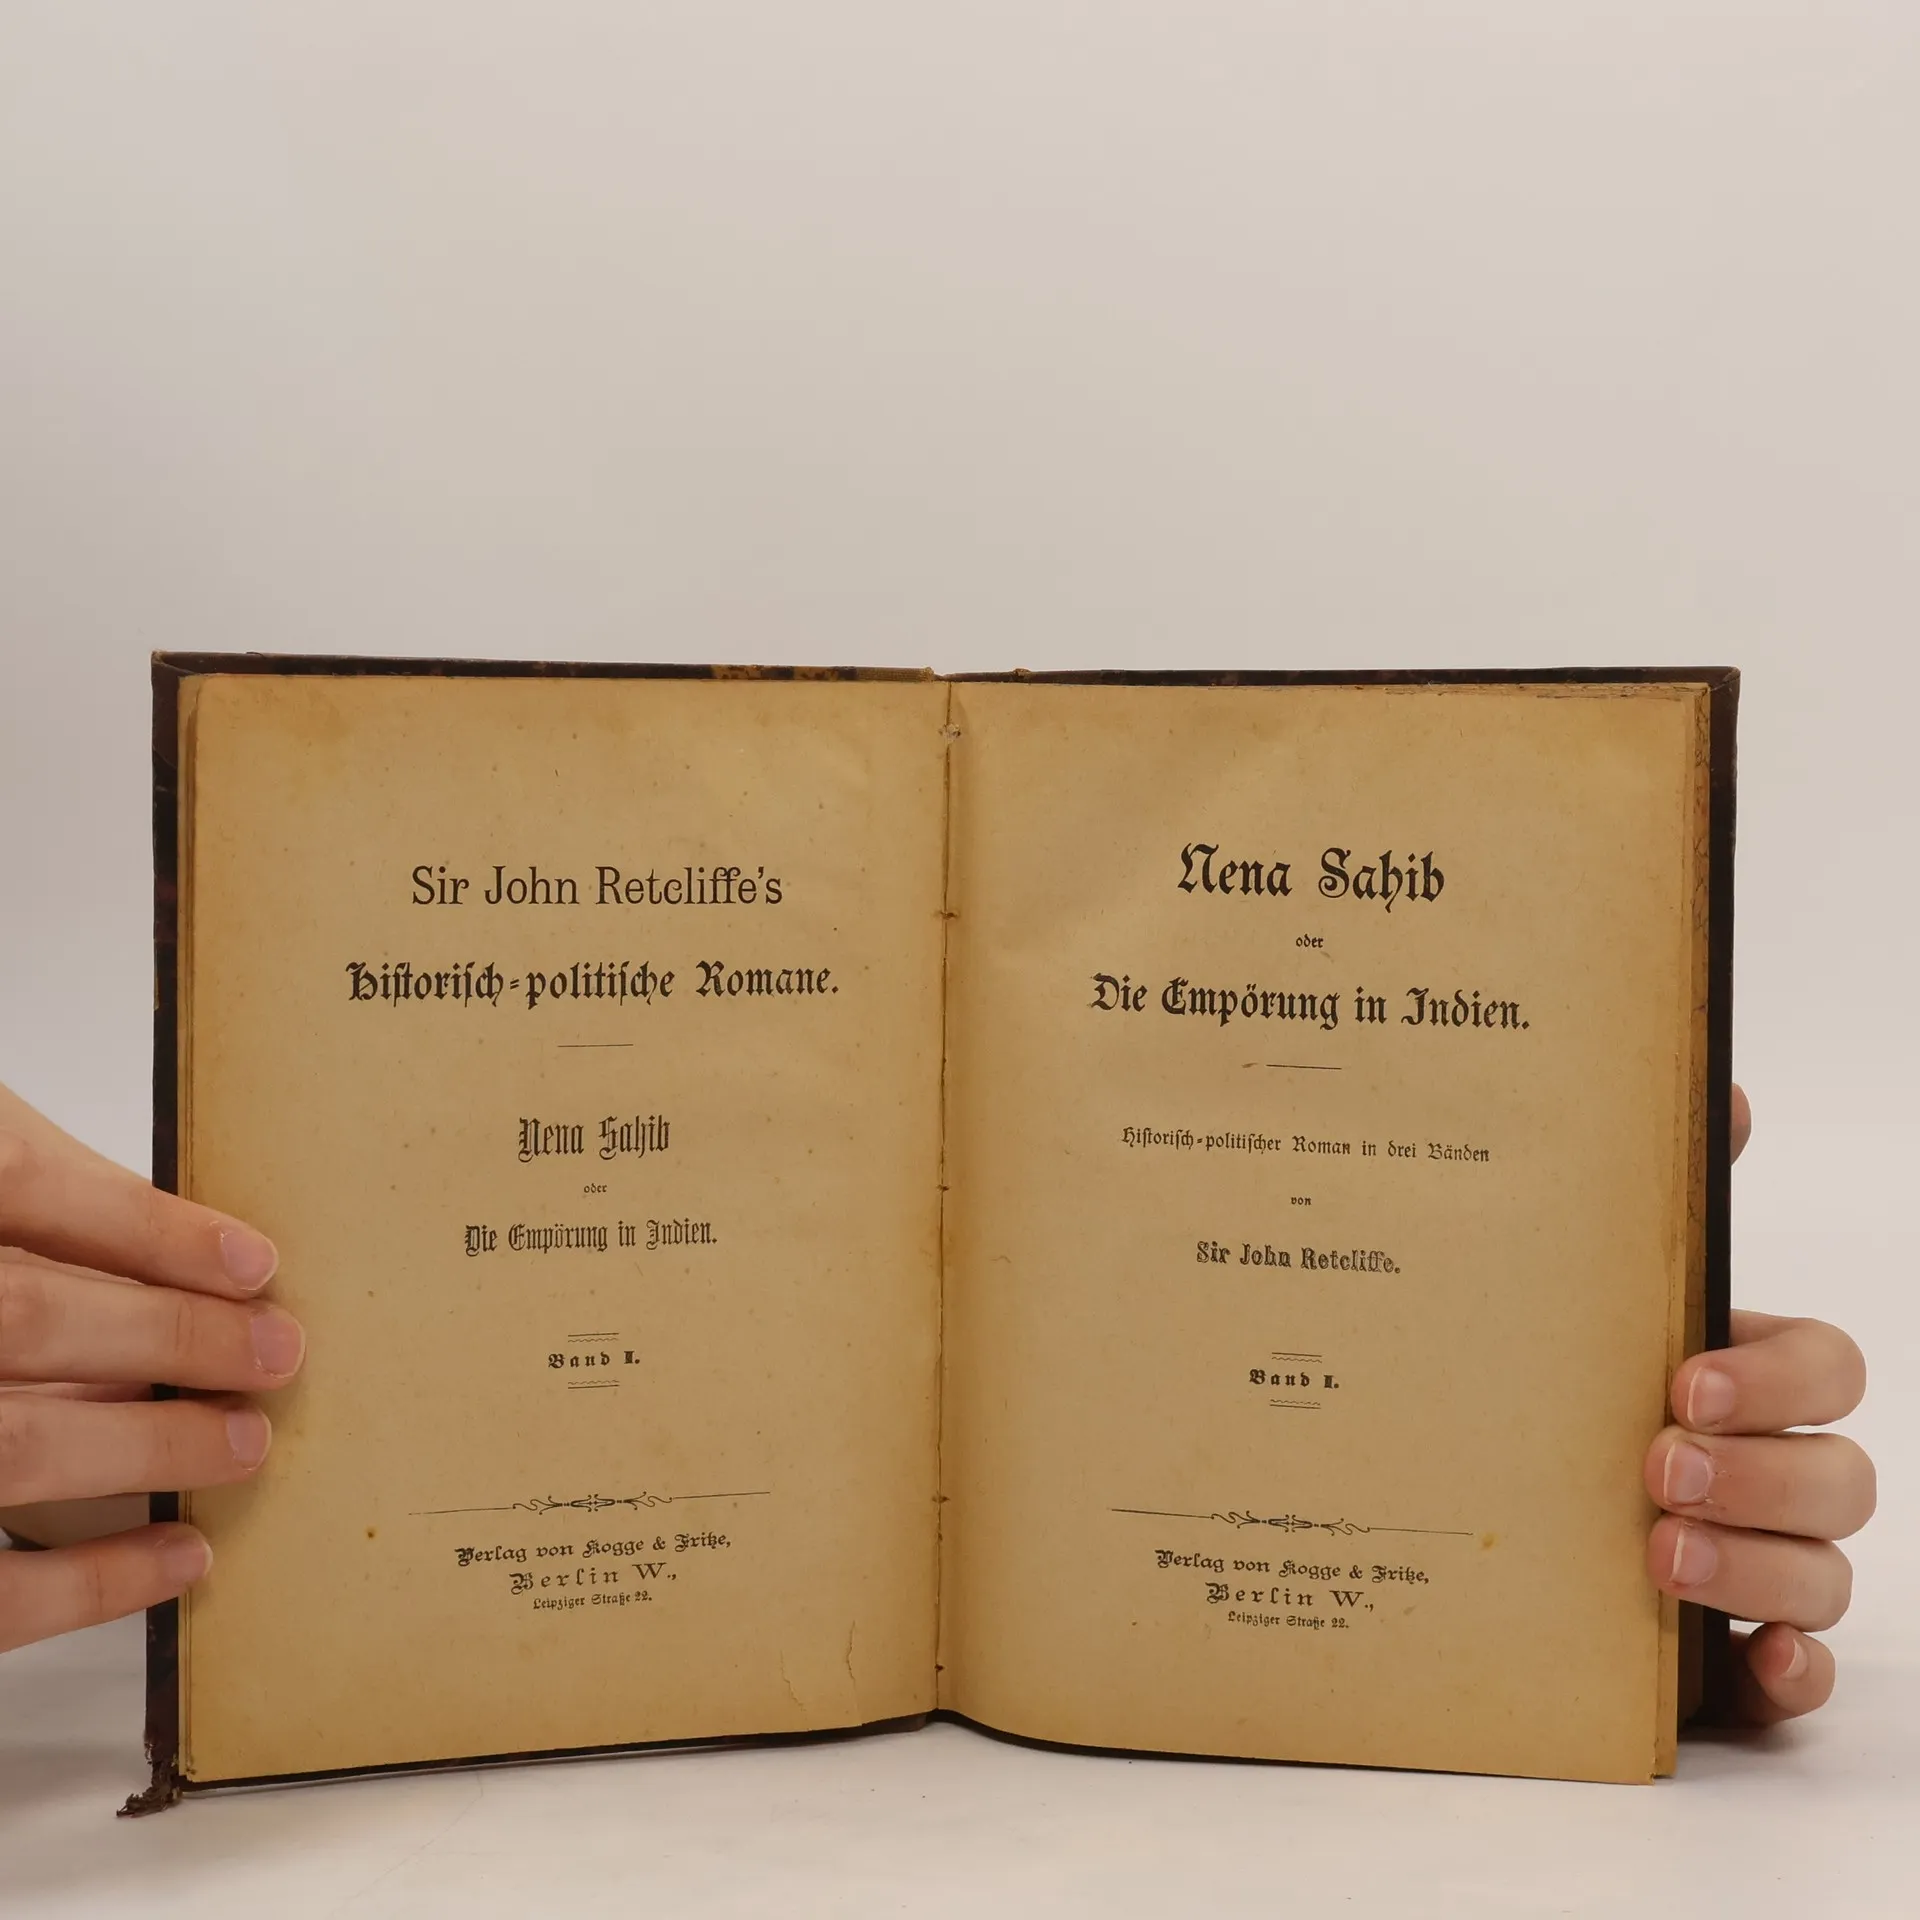 Sir John Retcliffe's
Historisch-politische Romane.
Nena Sahib
oder
Die Empörung in Indien.
Band I.
Verlag von Kogge & Fritze,
Berlin W.,
Leipziger Straße 22.
Nena Sahib
oder
Die Empörung in Indien.
Historisch-politischer Roman in drei Bänden
von
Sir John Retcliffe.
Band I.
Verlag von Kogge & Fritze,
Berlin W.,
Leipziger Straße 22.